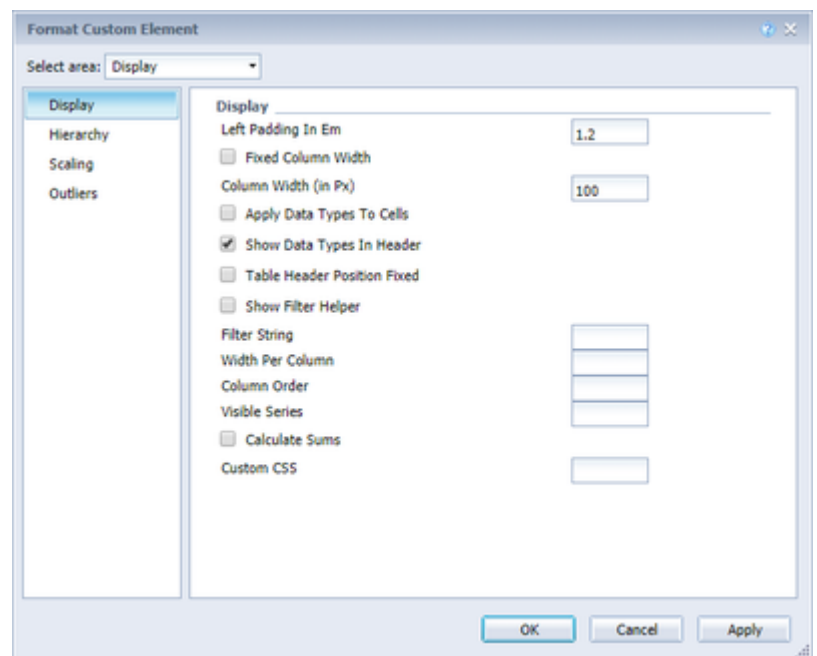 Format Custom Element
Select area: Display
Display
Hierarchy
Scaling
Outliers
Display
Left Padding In Em 1.2
Fixed Column Width
Column Width (in Px) 100
Apply Data Types To Cells
Show Data Types In Header
Table Header Position Fixed
Show Filter Helper
Filter String
Width Per Column
Column Order
Visible Series
Calculate Sums
Custom CSS
OK Cancel Apply